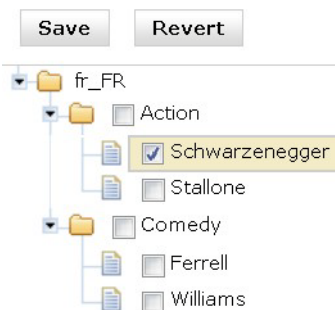 Save Revert
fr_FR
Action
Schwarzenegger
Stallone
Comedy
Ferrell
Williams